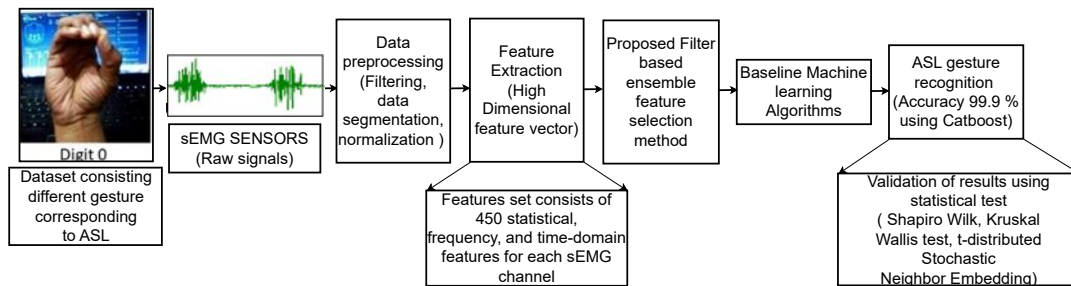 Digit 0
Dataset consisting
different gesture
corresponding
to ASL
sEMG SENSORS
(Raw signals)
Data
preprocessing
(Filtering,
data
segmentation,
normalization )
Feature
Extraction
(High
Dimensional
feature vector)
Features set consists of
450 statistical,
frequency, and time-domain
features for each sEMG
channel
Proposed Filter
based
ensemble
feature
selection
method
Baseline Machine
learning
Algorithms
ASL gesture
recognition
(Accuracy 99.9 %
using Catboost)
Validation of results using
statistical test
( Shapiro Wilk, Kruskal
Wallis test, t-distributed
Stochastic
Neighbor Embedding)